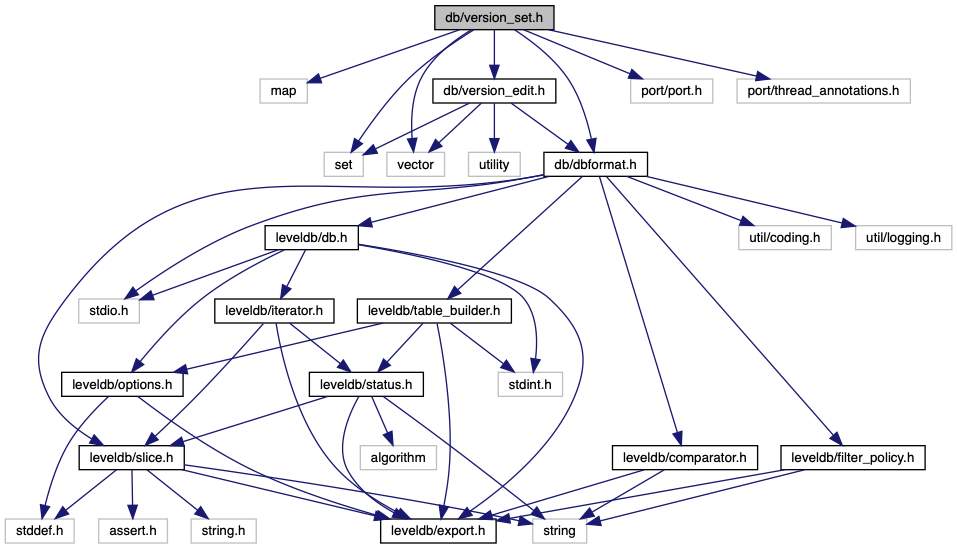 db/version_set.h
map
db/version_edit.h
port/port.h
port/thread_annotations.h
set
vector
utility
db/dbformat.h
leveldb/db.h
util/coding.h
util/logging.h
stdio.h
leveldb/iterator.h
leveldb/table_builder.h
leveldb/options.h
leveldb/status.h
stdint.h
leveldb/slice.h
algorithm
leveldb/comparator.h
leveldb/filter_policy.h
stddef.h
assert.h
string.h
leveldb/export.h
string